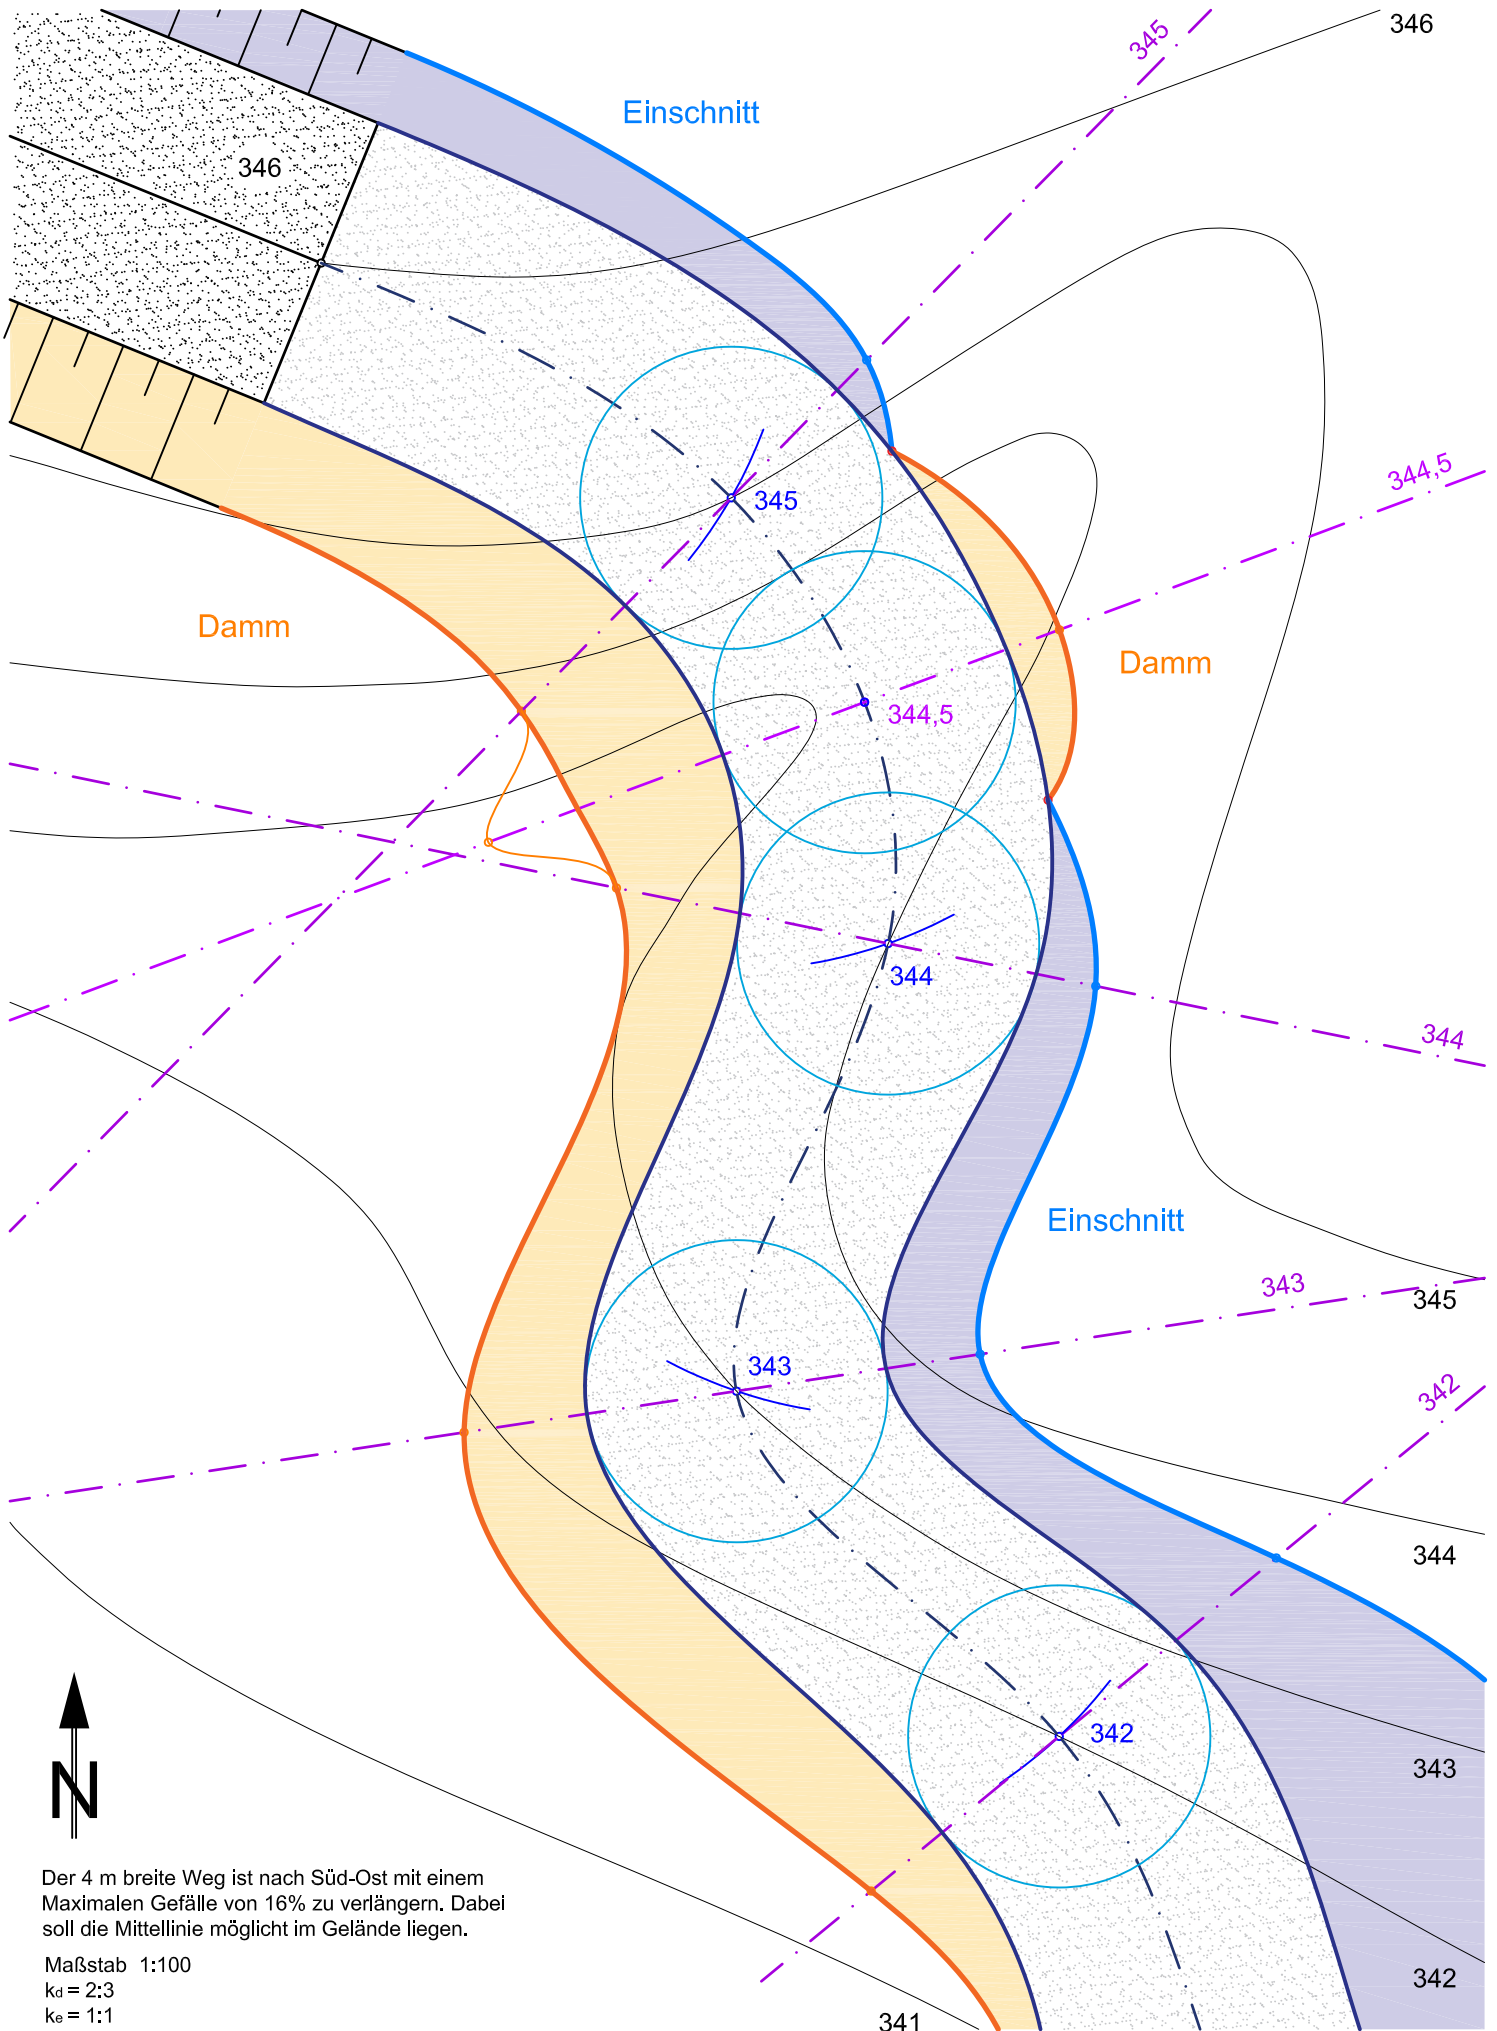 345
346
Einschnitt
346
344,5
345
Damm
Damm
344,5
344
344
Einschnitt
343
345
343
342
344
342
343
N
Der 4 m breite Weg ist nach Süd-Ost mit einem
Maximalen Gefälle von 16% zu verlängern. Dabei
soll die Mittellinie möglicht im Gelände liegen.
Maßstab 1:100
kd = 2:3
ke = 1:1
342
341